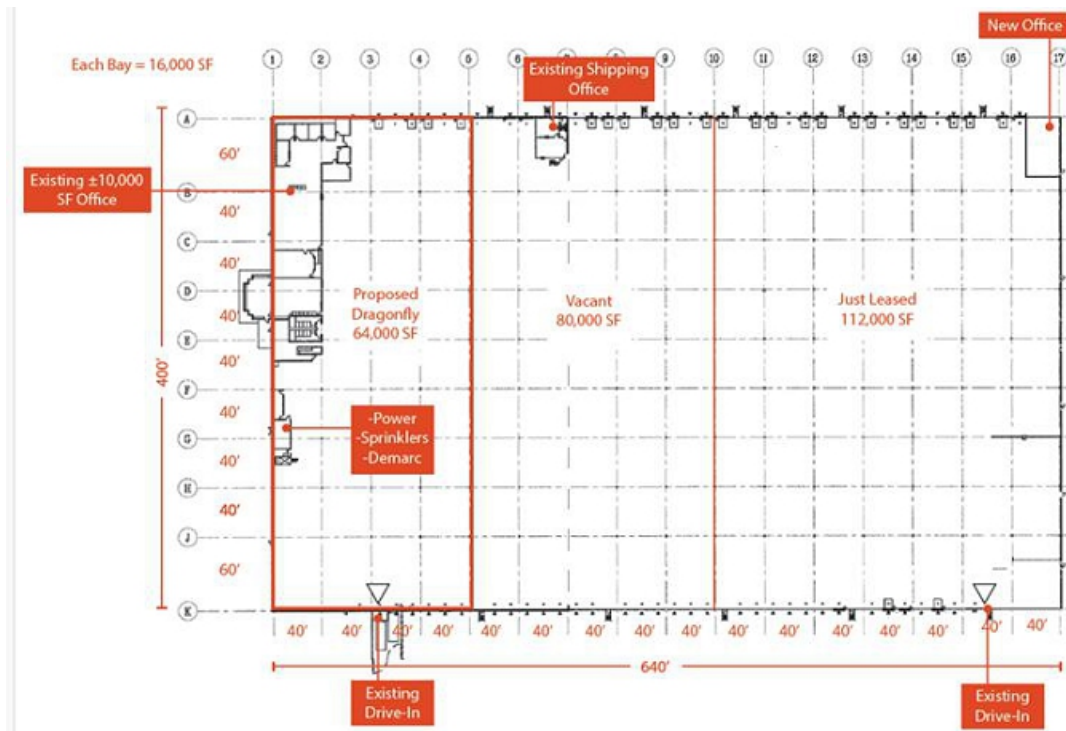 New Office
Each Bay = 16,000 SF
1 2 3 4 5 6 7 8 9 10 11 12 13 14 15 16 17
Existing Shipping
Office
A
60'
Existing ±10,000
SF Office
B
40'
C
40'
D
40'
E
40'
F
40'
G
40'
H
40'
J
60'
K
400'
Proposed
Dragonfly
64,000 SF
Vacant
80,000 SF
Just Leased
112,000 SF
-Power
-Sprinklers
-Demarc
40' 40' 40' 40' 40' 40' 40' 40' 40' 40' 40' 40' 40' 40' 40' 40'
640'
Existing
Drive-In
Existing
Drive-In